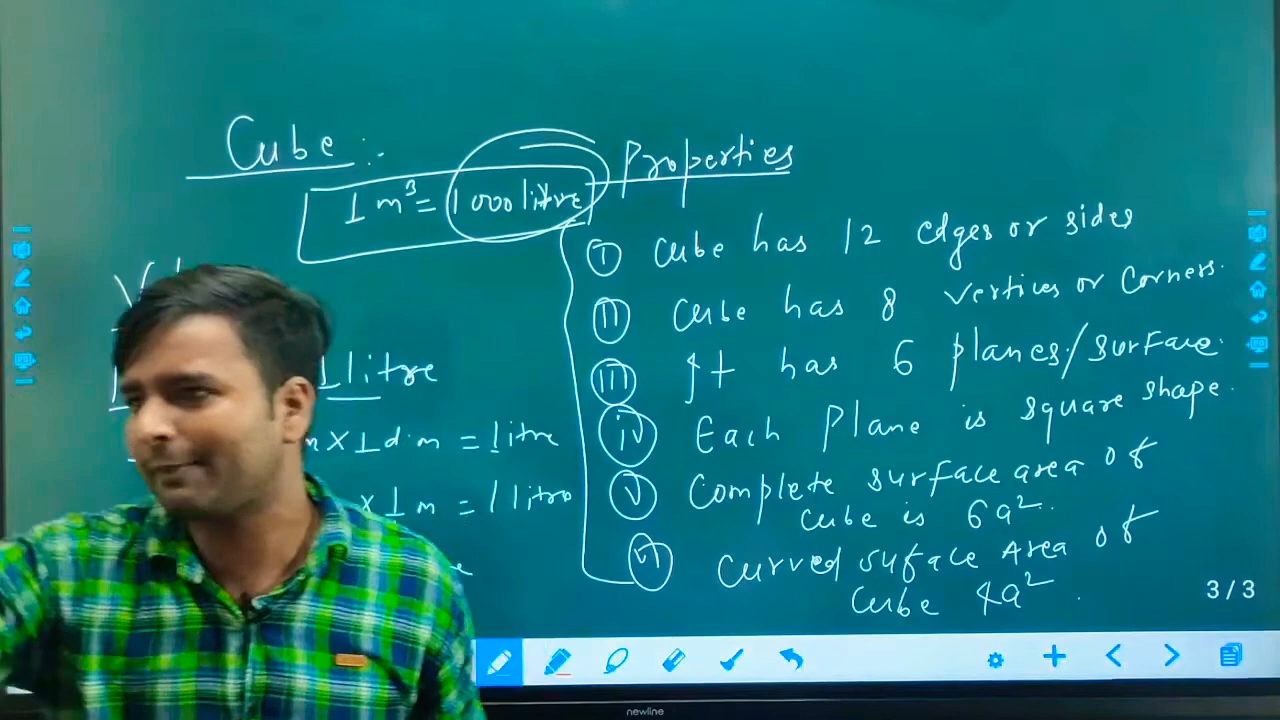 Cube :-
1 m³ = 1000 litre
1 litre
x 1 dim = litre
x 1 m = 1 litre
Properties
I cube has 12 edges or sides
II cube has 8 vertices or corners.
III It has 6 planes/surface.
iv Each plane is square shape.
V complete surface area of
cube is 6a².
VI curved suface Area of
cube 4a².
3/3
newline